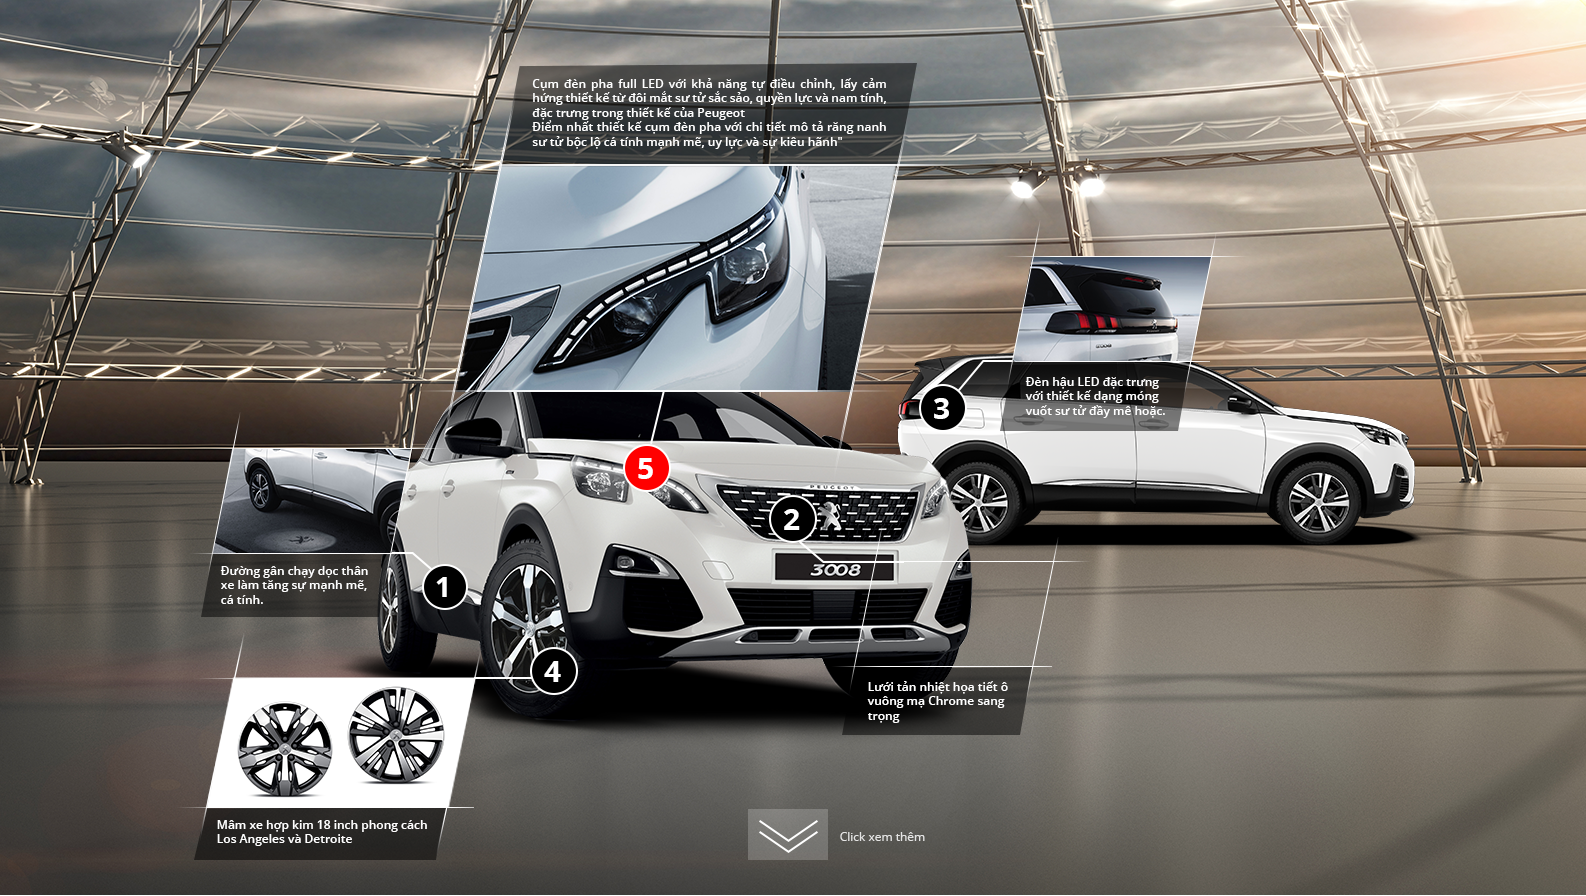 Cụm đèn pha full LED với khả năng tự điều chỉnh, lấy cảm
hứng thiết kế từ đôi mắt sư tử sắc sảo, quyền lực và nam tính,
đặc trưng trong thiết kế của Peugeot
Điểm nhất thiết kế cụm đèn pha với chi tiết mô tả răng nanh
sư tử bộc lộ cá tính mạnh mẽ, uy lực và sự kiêu hãnh"
Đèn hậu LED đặc trưng
với thiết kế dạng móng
vuốt sư tử đầy mê hoặc.
3
5
PEUGEOT
2
3008
Đường gân chạy dọc thân
xe làm tăng sự mạnh mẽ,
cá tính.
1
4
Lưới tản nhiệt họa tiết ô
vuông mạ Chrome sang
trọng
Mâm xe hợp kim 18 inch phong cách
Los Angeles và Detroite
Click xem thêm